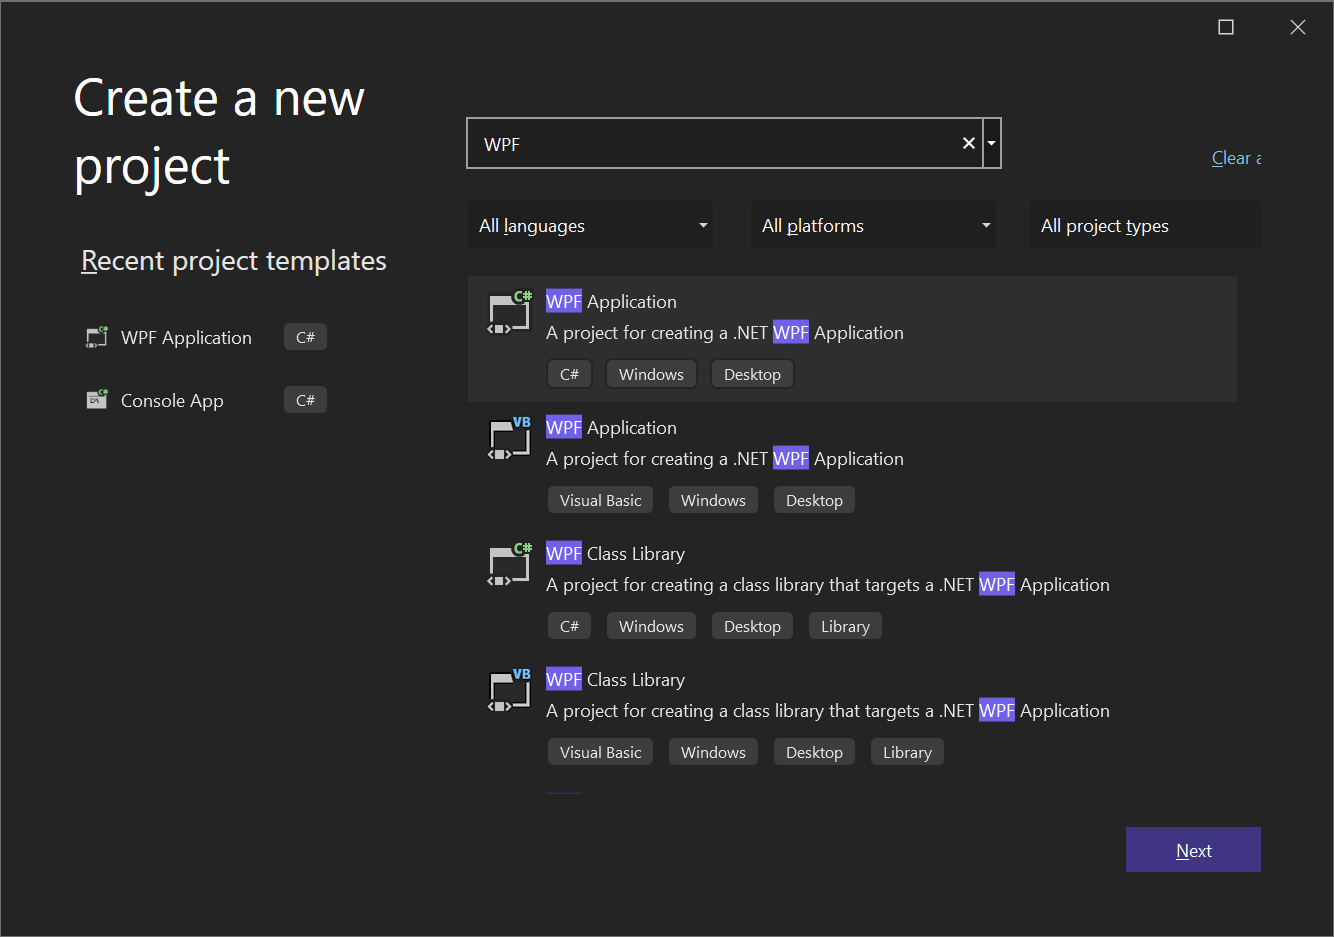 Create a new
project
Recent project templates
WPF Application C#
Console App C#
WPF
Clear a
All languages
All platforms
All project types
C#
WPF Application
A project for creating a .NET WPF Application
C# Windows Desktop
VB
WPF Application
A project for creating a .NET WPF Application
Visual Basic Windows Desktop
C#
WPF Class Library
A project for creating a class library that targets a .NET WPF Application
C# Windows Desktop Library
VB
WPF Class Library
A project for creating a class library that targets a .NET WPF Application
Visual Basic Windows Desktop Library
Next